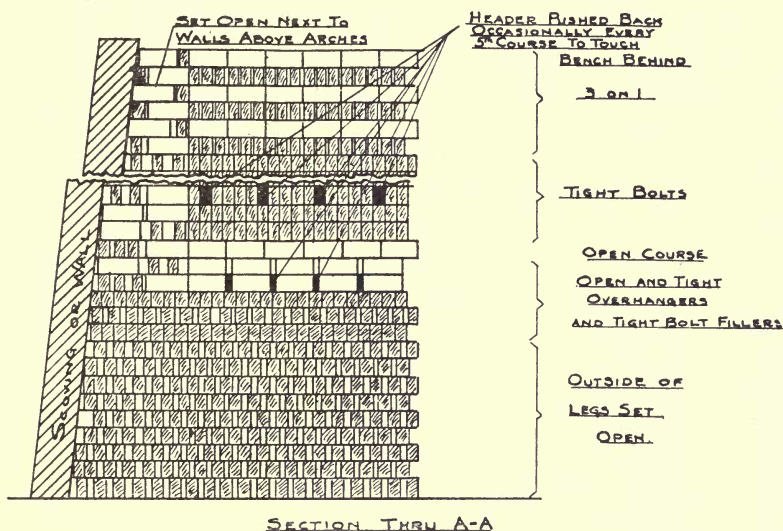 SET OPEN NEXT TO
WALLS ABOVE ARCHES
HEADER PUSHED BACK
OCCASIONALLY EVERY
5TH COURSE TO TOUCH
BENCH BEHIND
3 ON 1
TIGHT BOLTS
OPEN COURSE
OPEN AND TIGHT
OVERHANGERS
AND TIGHT BOLT FILLERS
OUTSIDE OF
LEGS SET
OPEN.
SCOVING OR WALL
SECTION THRU A-A